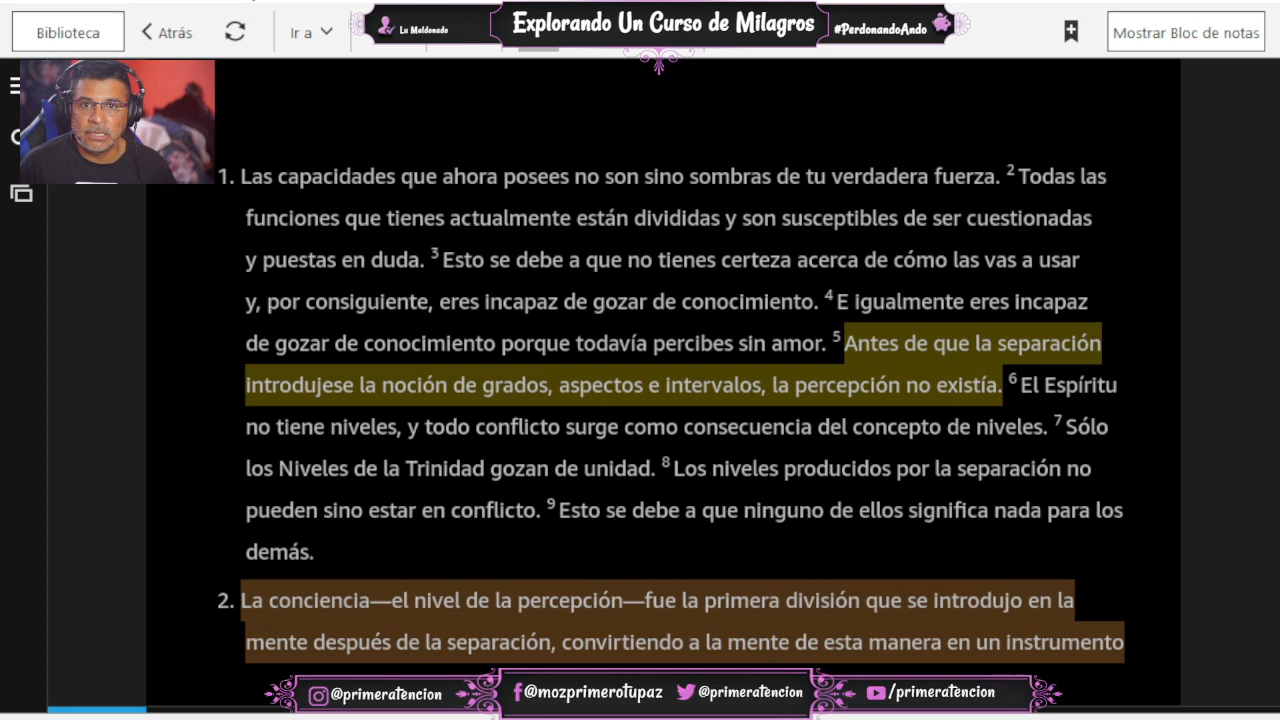 Biblioteca
Atrás
Ir a
Lu Maldonado
Explorando Un Curso de Milagros
#PerdonandoAndo
Mostrar Bloc de notas
1. Las capacidades que ahora posees no son sino sombras de tu verdadera fuerza. 2 Todas las
funciones que tienes actualmente están divididas y son susceptibles de ser cuestionadas
y puestas en duda. 3 Esto se debe a que no tienes certeza acerca de cómo las vas a usar
y, por consiguiente, eres incapaz de gozar de conocimiento. 4 E igualmente eres incapaz
de gozar de conocimiento porque todavía percibes sin amor. 5 Antes de que la separación
introdujese la noción de grados, aspectos e intervalos, la percepción no existía. 6 El Espíritu
no tiene niveles, y todo conflicto surge como consecuencia del concepto de niveles. 7 Sólo
los Niveles de la Trinidad gozan de unidad. 8 Los niveles producidos por la separación no
pueden sino estar en conflicto. 9 Esto se debe a que ninguno de ellos significa nada para los
demás.
2. La conciencia—el nivel de la percepción—fue la primera división que se introdujo en la
mente después de la separación, convirtiendo a la mente de esta manera en un instrumento
@primeratencion
@mozprimerotupaz
@primeratencion
/primeratencion